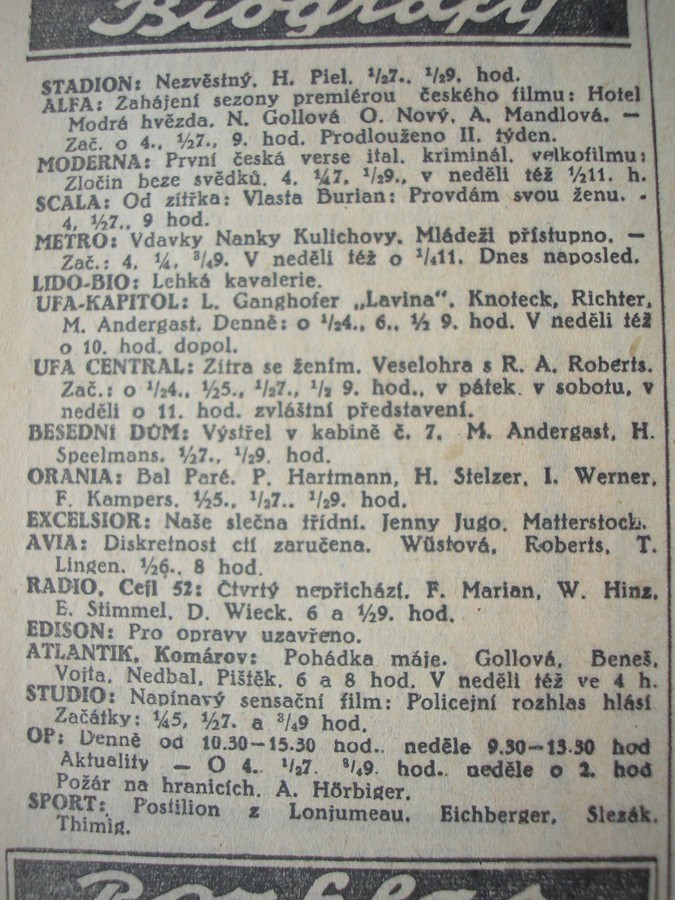 Biografy
STADION: Nezvěstný. H. Piel. ½7., ½9. hod.
ALFA: Zahájení sezony premiérou českého filmu: Hotel
Modrá hvězda. N. Gollová O. Nový, A. Mandlová. —
Zač. o 4., ½7., 9. hod. Prodlouženo II. týden.
MODERNA: První česká verse ital. kriminál. velkofilmu:
Zločin beze svědků. 4, ¼7, ½9., v neděli též ½11. h.
SCALA: Od zítřka: Vlasta Burian: Provdám svou ženu. -
4, ½7., 9 hod.
METRO: Vdavky Nanky Kulichovy. Mládeži přístupno. —
Zač.: 4, ¼, ¾9. V neděli též o ¼11. Dnes naposled.
LIDO-BIO: Lehká kavalerie.
UFA-KAPITOL: L. Ganghofer „Lavina“. Knoteck, Richter,
M. Andergast. Denně: o ½4., 6., ½ 9. hod. V neděli též
o 10. hod. dopol.
UFA CENTRAL: Zítra se žením. Veselohra s R. A. Roberts.
Zač.: o ½4., ½5., ½7., ½ 9. hod., v pátek. v sobotu, v
neděli o 11. hod. zvláštní představení.
BESEDNÍ DŮM: Výstřel v kabině č. 7. M. Andergast, H.
Speelmans. ½7., ½9. hod.
ORANIA: Bal Paré. P. Hartmann, H. Stelzer, I. Werner,
F. Kampers. ½5., ½7., ½9. hod.
EXCELSIOR: Naše slečna třídní. Jenny Jugo, Matterstock.
AVIA: Diskretnost ctí zaručena. Wüstová, Roberts, T.
Lingen. ½6., 8 hod.
RADIO, Cejl 52: Čtvrtý nepřichází. F. Marian, W. Hinz,
E. Stimmel, D. Wieck. 6 a ½9. hod.
EDISON: Pro opravy uzavřeno.
ATLANTIK, Komárov: Pohádka máje. Gollová, Beneš,
Vojta, Nedbal, Pištěk. 6 a 8 hod. V neděli též ve 4 h.
STUDIO: Napínavý sensační film: Policejní rozhlas hlásí
Začátky: ¼5, ½7. a ¾9 hod.
OP: Denně od 10.30—15.30 hod., neděle 9.30—13.30 hod
Aktuality — O 4., ½7. ¾9. hod., neděle o 2. hod
Požár na hranicích. A. Hörbiger.
SPORT: Postilion z Lonjumeau. Eichberger, Slezák,
Thimig.
Rozhlas